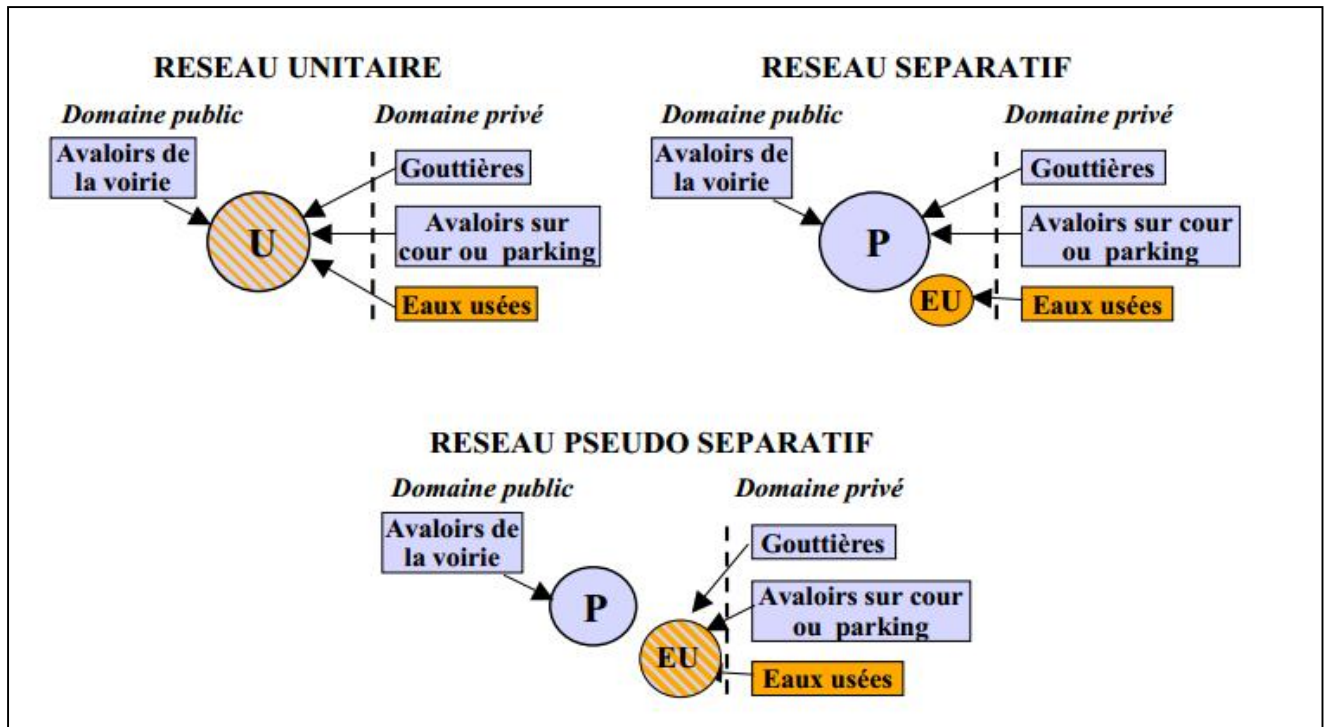 RESEAU UNITAIRE
Domaine public
Domaine privé
Avaloirs de
la voirie
U
Gouttières
Avaloirs sur
cour ou parking
Eaux usées
RESEAU SEPARATIF
Domaine public
Domaine privé
Avaloirs de
la voirie
P
EU
Gouttières
Avaloirs sur cour
ou parking
Eaux usées
RESEAU PSEUDO SEPARATIF
Domaine public
Domaine privé
Avaloirs de
la voirie
P
EU
Gouttières
Avaloirs sur cour
ou parking
Eaux usées